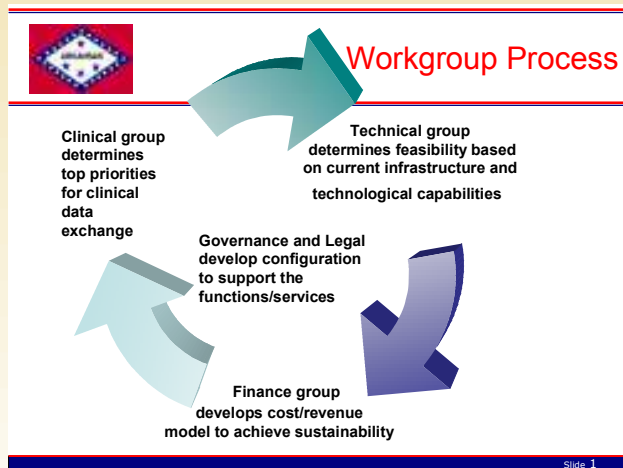 Workgroup Process
ARKANSAS
Clinical group
determines
top priorities
for clinical
data
exchange
Technical group
determines feasibility based
on current infrastructure and
technological capabilities
Governance and Legal
develop configuration
to support the
functions/services
Finance group
develops cost/revenue
model to achieve sustainability
Slide 1